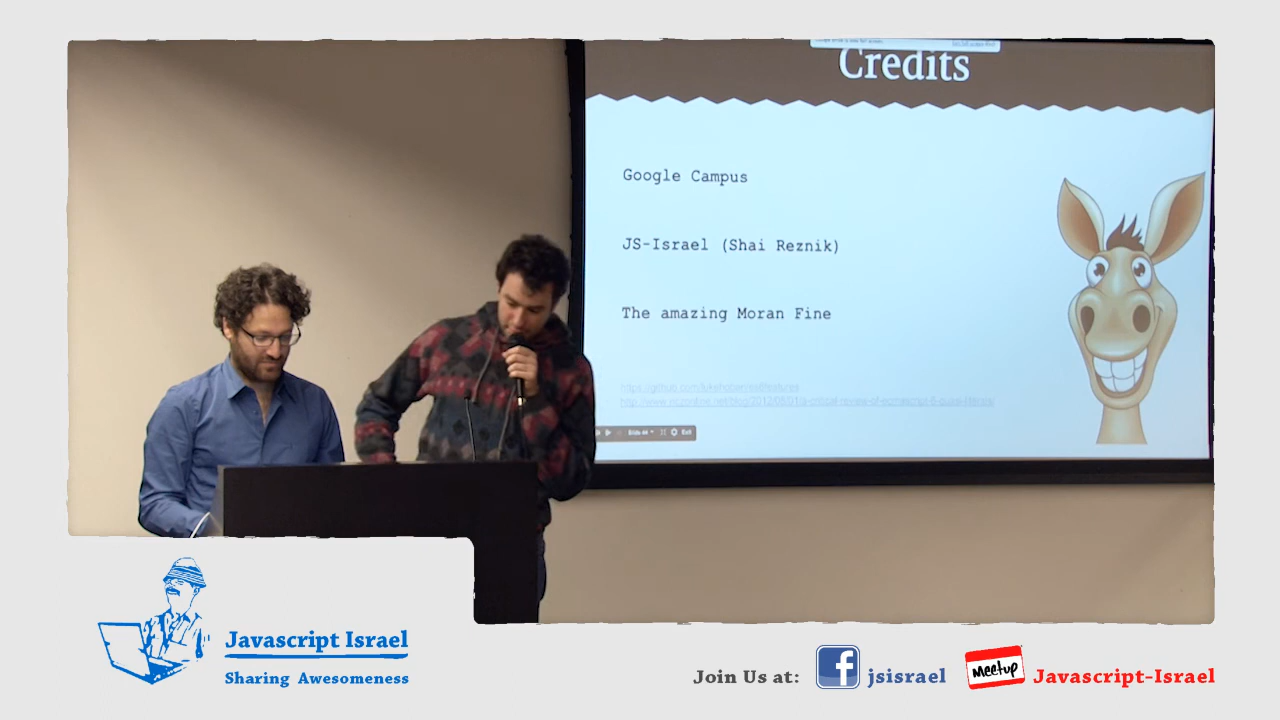 Credits
Google Campus
JS-Israel (Shai Reznik)
The amazing Moran Fine
Exit
Javascript Israel
Sharing Awesomeness
Join Us at:
f
jsisrael
Meetup
Javascript-Israel